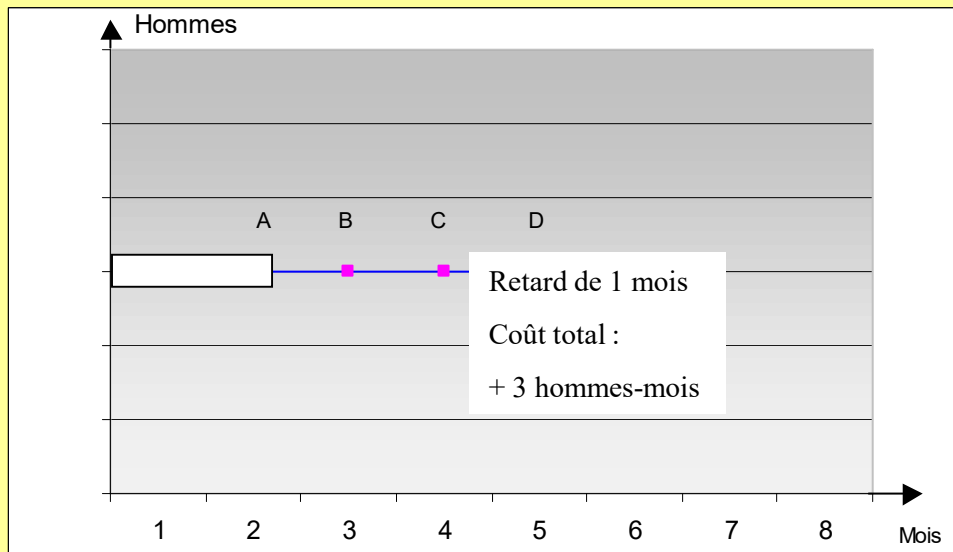 Hommes
A B C D
Retard de 1 mois
Coût total :
+ 3 hommes-mois
1 2 3 4 5 6 7 8
Mois